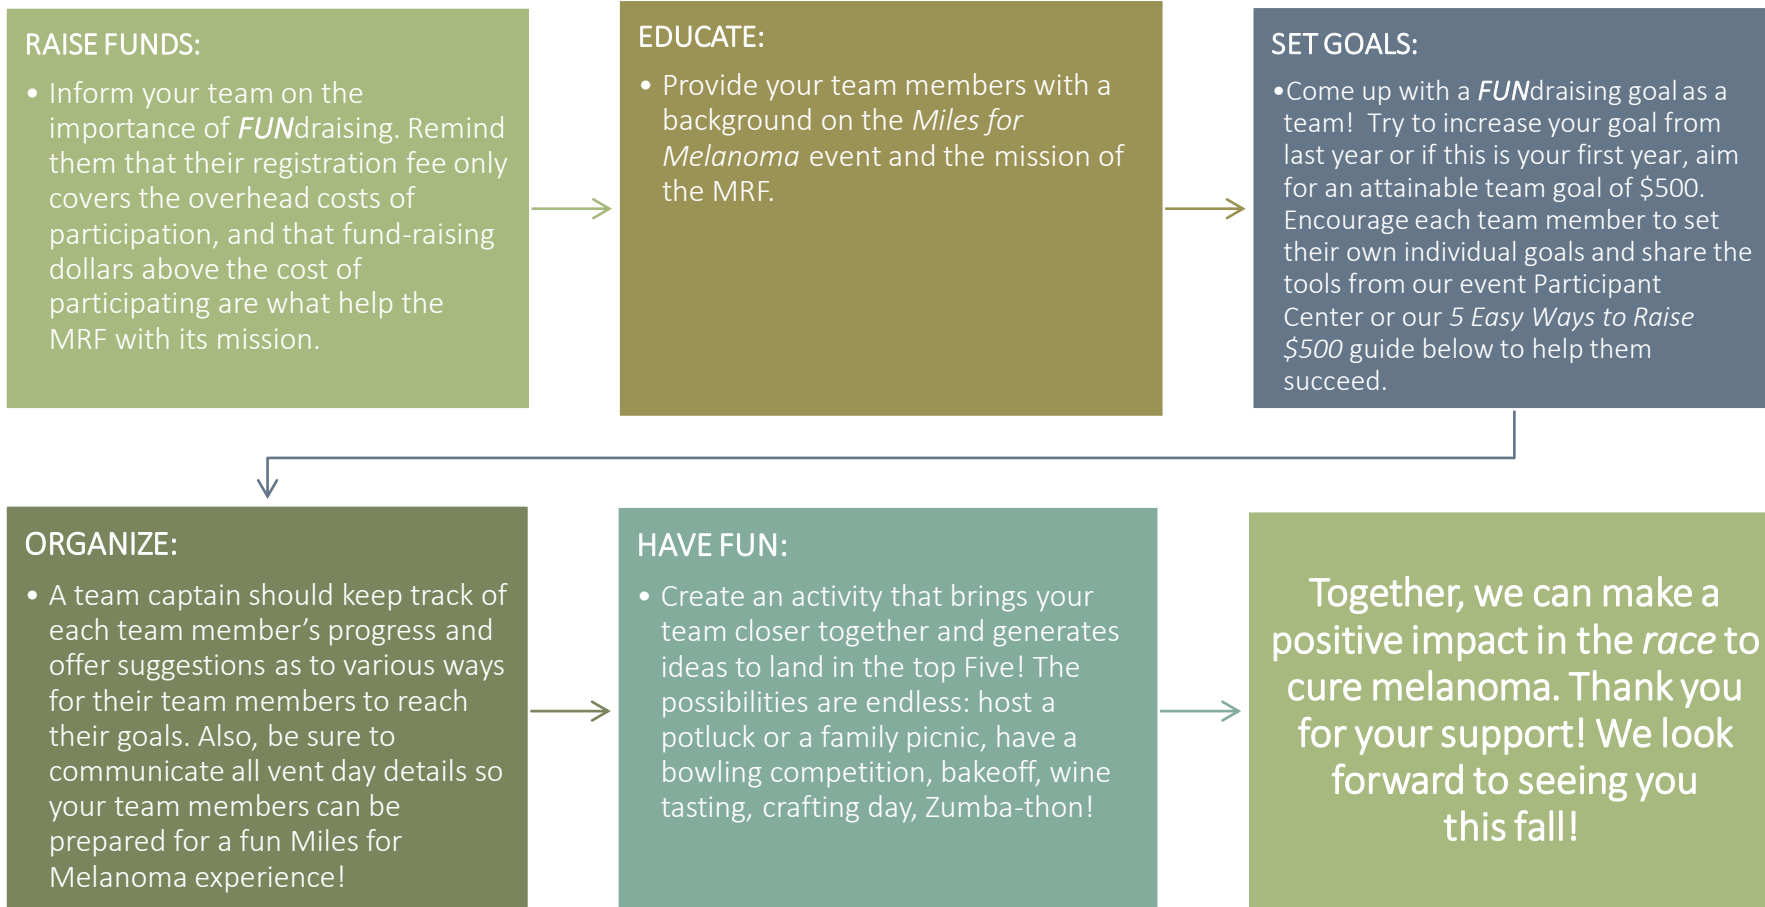 RAISE FUNDS:
• Inform your team on the
importance of FUNdraising. Remind
them that their registration fee only
covers the overhead costs of
participation, and that fund-raising
dollars above the cost of
participating are what help the
MRF with its mission.
EDUCATE:
• Provide your team members with a
background on the Miles for
Melanoma event and the mission of
the MRF.
SET GOALS:
•Come up with a FUNdraising goal as a
team!  Try to increase your goal from
last year or if this is your first year, aim
for an attainable team goal of $500.
Encourage each team member to set
their own individual goals and share the
tools from our event Participant
Center or our 5 Easy Ways to Raise
$500 guide below to help them
succeed.
ORGANIZE:
• A team captain should keep track of
each team member’s progress and
offer suggestions as to various ways
for their team members to reach
their goals. Also, be sure to
communicate all vent day details so
your team members can be
prepared for a fun Miles for
Melanoma experience!
HAVE FUN:
• Create an activity that brings your
team closer together and generates
ideas to land in the top Five! The
possibilities are endless: host a
potluck or a family picnic, have a
bowling competition, bakeoff, wine
tasting, crafting day, Zumba-thon!
Together, we can make a
positive impact in the race to
cure melanoma. Thank you
for your support! We look
forward to seeing you
this fall!